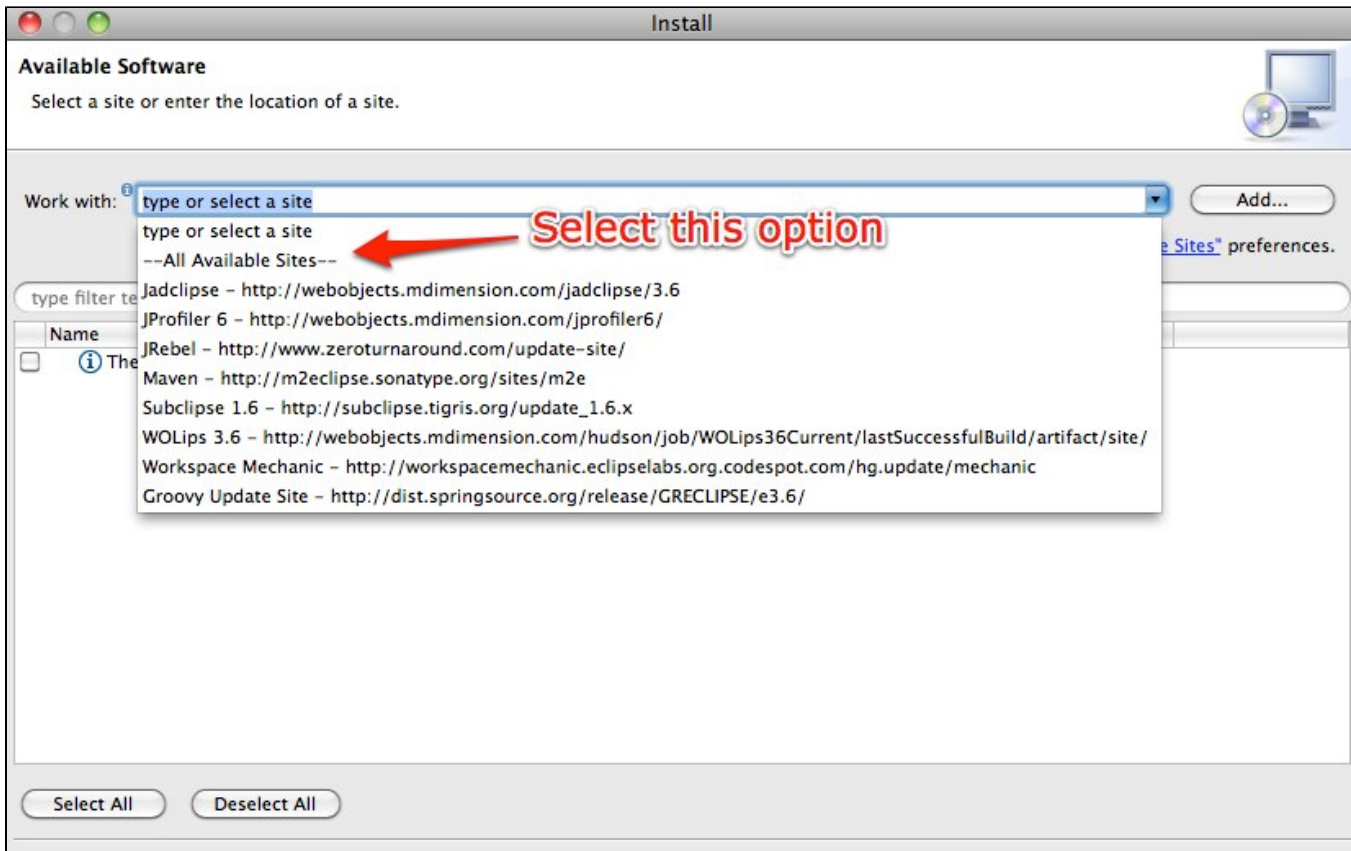 Install
Available Software
Select a site or enter the location of a site.
Work with: type or select a site Add...
type or select a site
Select this option
--All Available Sites--
e Sites" preferences.
Jadclipse – http://webobjects.mdimension.com/jadclipse/3.6
type filter te
JProfiler 6 – http://webobjects.mdimension.com/jprofiler6/
Name
JRebel – http://www.zeroturnaround.com/update-site/
The
Maven – http://m2eclipse.sonatype.org/sites/m2e
Subclipse 1.6 – http://subclipse.tigris.org/update_1.6.x
WOLips 3.6 – http://webobjects.mdimension.com/hudson/job/WOLips36Current/lastSuccessfulBuild/artifact/site/
Workspace Mechanic – http://workspacemechanic.eclipselabs.org.codespot.com/hg.update/mechanic
Groovy Update Site – http://dist.springsource.org/release/GRECLIPSE/e3.6/
Select All Deselect All